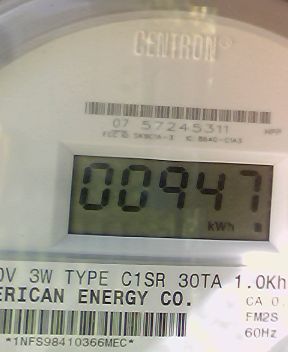 CENTRON®
07 57245311
00947
kWh
0V 3W TYPE C1SR 30TA 1.0Kh
ERICAN ENERGY CO. CA 0.
FM2S
*1NFS98410366MEC* 60Hz